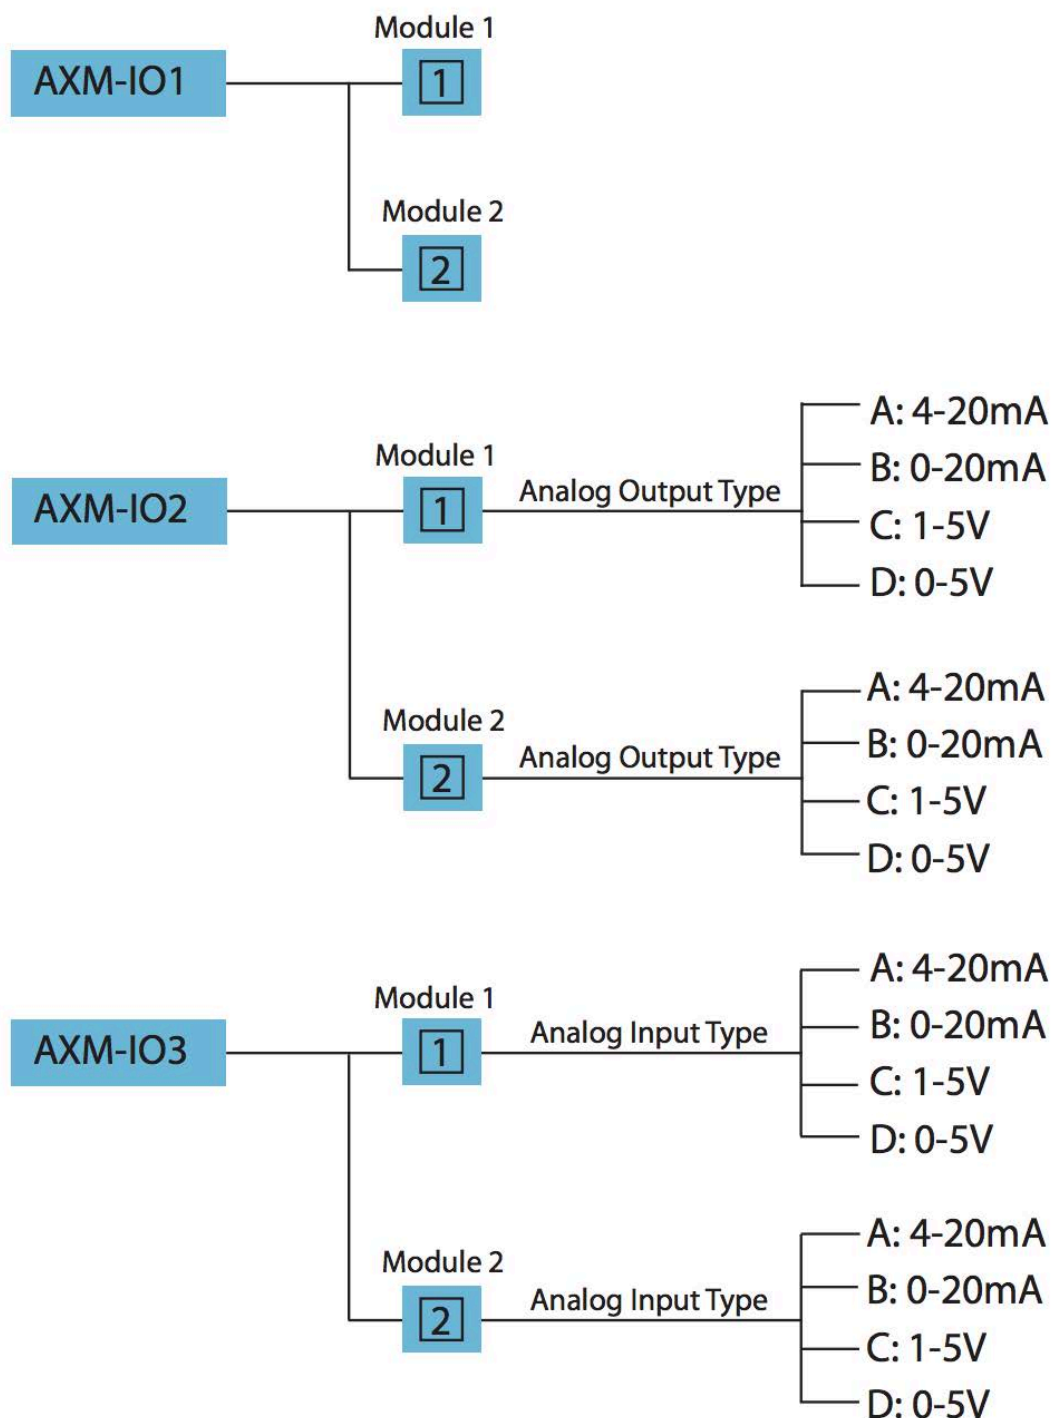 Module 1
AXM-IO1
1
Module 2
2
A: 4-20mA
Module 1
B: 0-20mA
Analog Output Type
AXM-IO2
1
C: 1-5V
D: 0-5V
A: 4-20mA
Module 2
B: 0-20mA
Analog Output Type
2
C: 1-5V
D: 0-5V
A: 4-20mA
Module 1
B: 0-20mA
Analog Input Type
AXM-IO3
1
C: 1-5V
D: 0-5V
A: 4-20mA
Module 2
B: 0-20mA
Analog Input Type
2
C: 1-5V
D: 0-5V